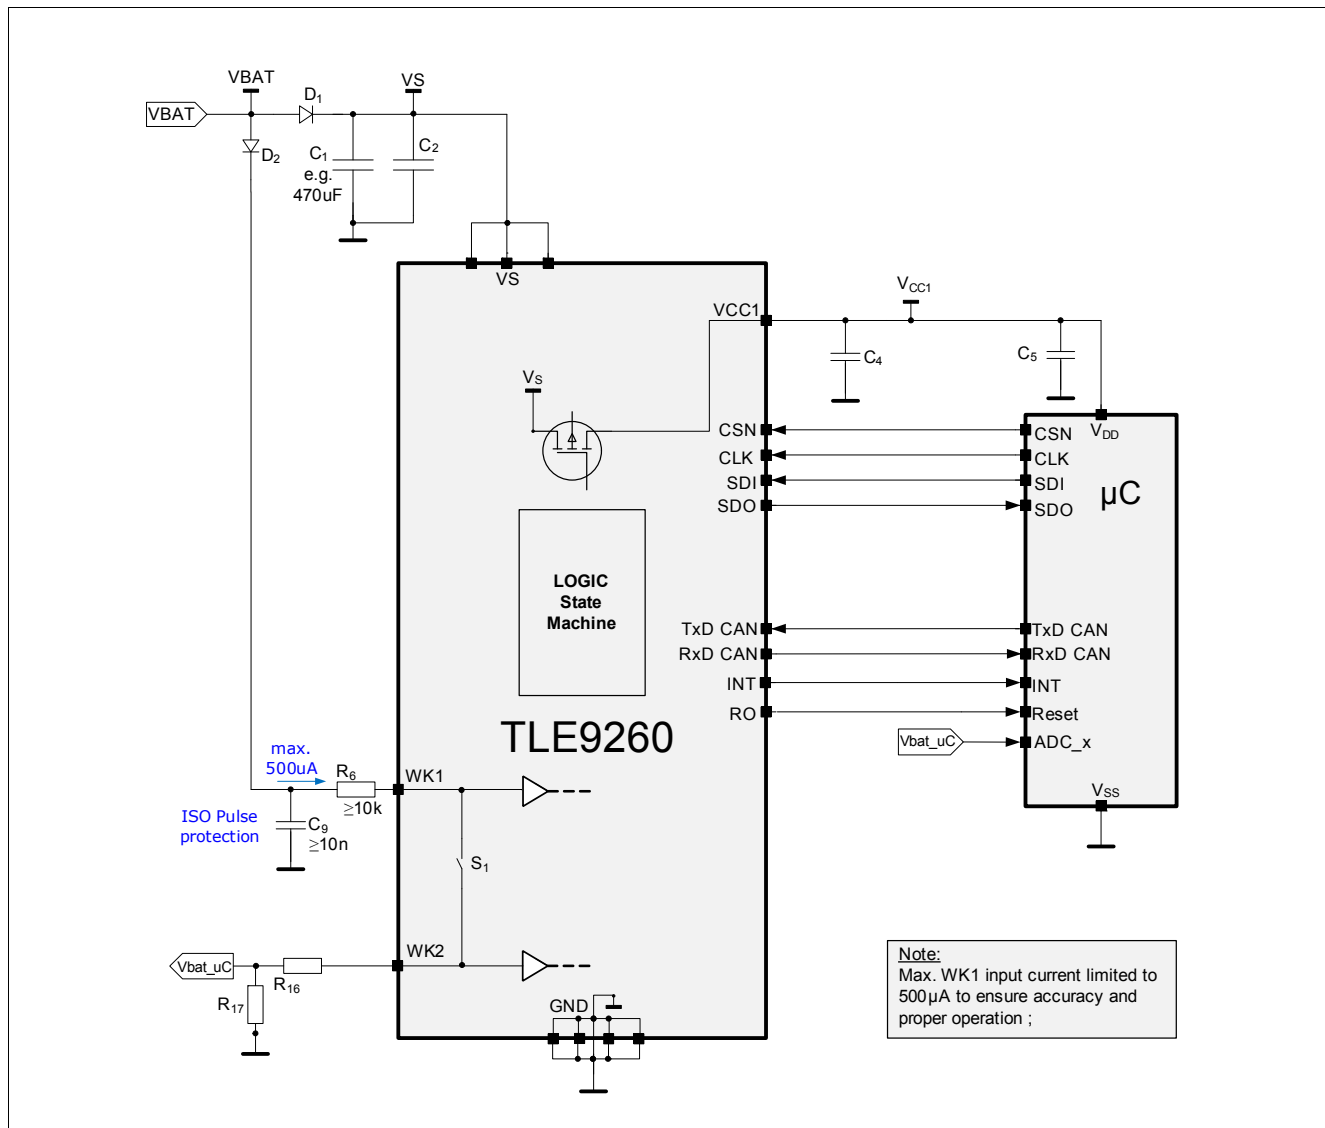 VBAT
VS
VBAT
D1
D2
C1
e.g.
470uF
C2
VS
VCC1
VCC1
C4
C5
VS
VDD
CSN
CSN
CLK
CLK
SDI
SDI
SDO
SDO
µC
LOGIC
State
Machine
TxD CAN
TxD CAN
RxD CAN
RxD CAN
INT
INT
RO
Reset
TLE9260
Vbat_uC
ADC_x
max.
500uA
R6
≥10k
WK1
VSS
ISO Pulse
protection
C9
≥10n
S1
WK2
Vbat_uC
R16
R17
GND
Note:
Max. WK1 input current limited to
500µA to ensure accuracy and
proper operation ;